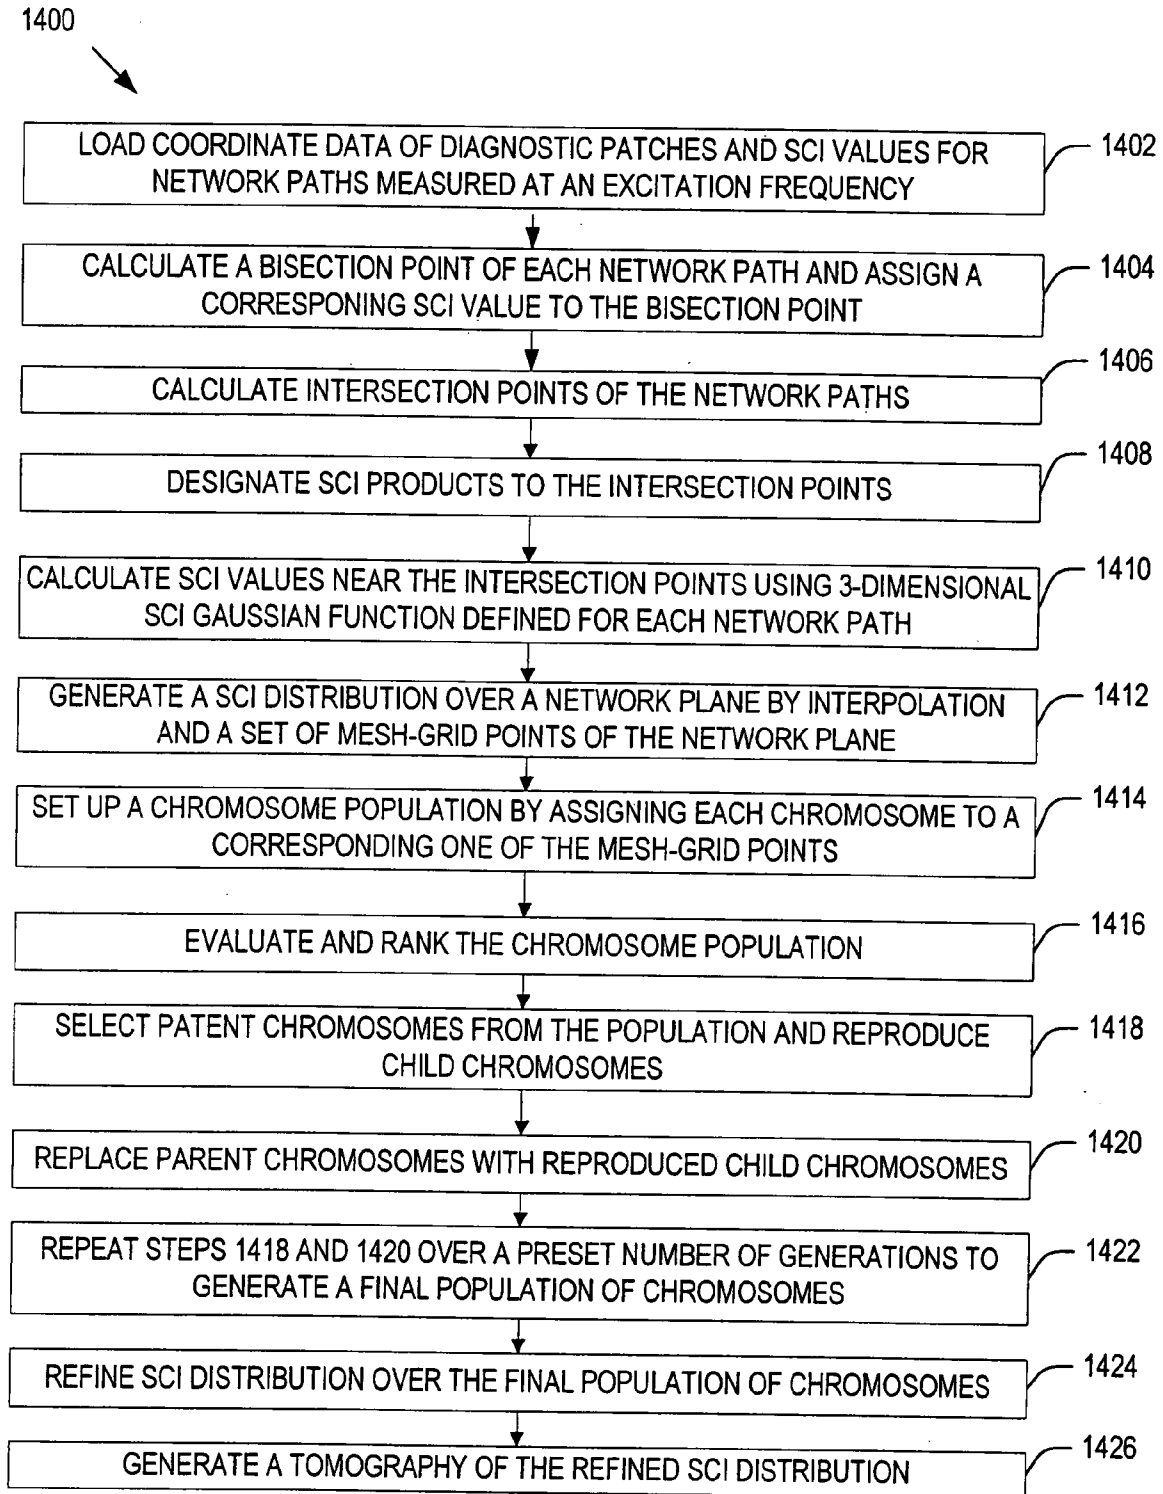 1400
LOAD COORDINATE DATA OF DIAGNOSTIC PATCHES AND SCI VALUES FOR
NETWORK PATHS MEASURED AT AN EXCITATION FREQUENCY
1402
CALCULATE A BISECTION POINT OF EACH NETWORK PATH AND ASSIGN A
CORRESPONING SCI VALUE TO THE BISECTION POINT
1404
CALCULATE INTERSECTION POINTS OF THE NETWORK PATHS
1406
DESIGNATE SCI PRODUCTS TO THE INTERSECTION POINTS
1408
CALCULATE SCI VALUES NEAR THE INTERSECTION POINTS USING 3-DIMENSIONAL
SCI GAUSSIAN FUNCTION DEFINED FOR EACH NETWORK PATH
1410
GENERATE A SCI DISTRIBUTION OVER A NETWORK PLANE BY INTERPOLATION
AND A SET OF MESH-GRID POINTS OF THE NETWORK PLANE
1412
SET UP A CHROMOSOME POPULATION BY ASSIGNING EACH CHROMOSOME TO A
CORRESPONDING ONE OF THE MESH-GRID POINTS
1414
EVALUATE AND RANK THE CHROMOSOME POPULATION
1416
SELECT PATENT CHROMOSOMES FROM THE POPULATION AND REPRODUCE
CHILD CHROMOSOMES
1418
REPLACE PARENT CHROMOSOMES WITH REPRODUCED CHILD CHROMOSOMES
1420
REPEAT STEPS 1418 AND 1420 OVER A PRESET NUMBER OF GENERATIONS TO
GENERATE A FINAL POPULATION OF CHROMOSOMES
1422
REFINE SCI DISTRIBUTION OVER THE FINAL POPULATION OF CHROMOSOMES
1424
GENERATE A TOMOGRAPHY OF THE REFINED SCI DISTRIBUTION
1426